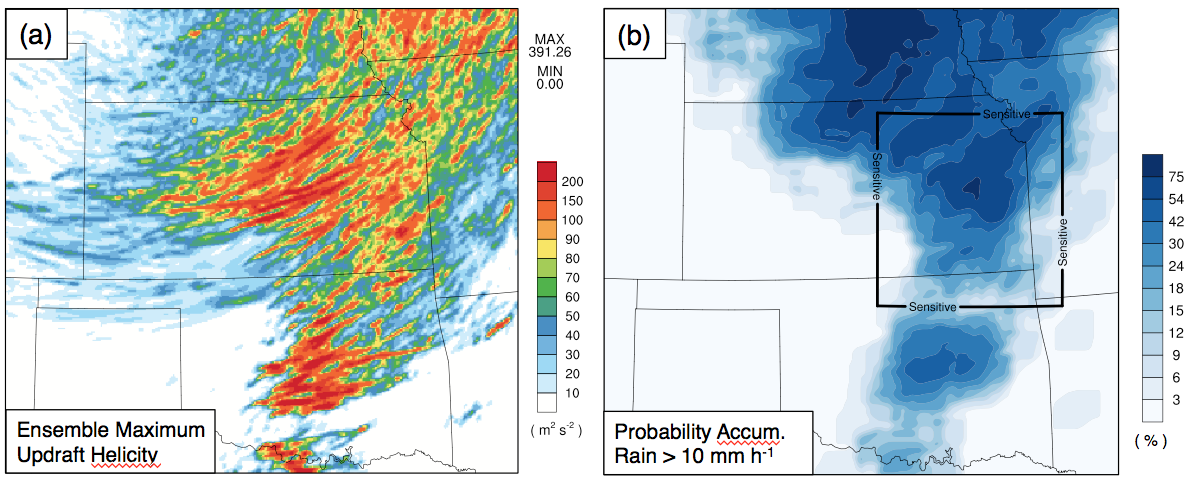 (a)
MAX
391.26
MIN
0.00
200
150
100
90
80
70
60
50
40
30
20
10
( m² s⁻² )
Ensemble Maximum
Updraft Helicity
(b)
Sensitive
Sensitive
Sensitive
Sensitive
75
54
42
30
24
18
15
12
9
6
3
( % )
Probability Accum.
Rain > 10 mm h⁻¹